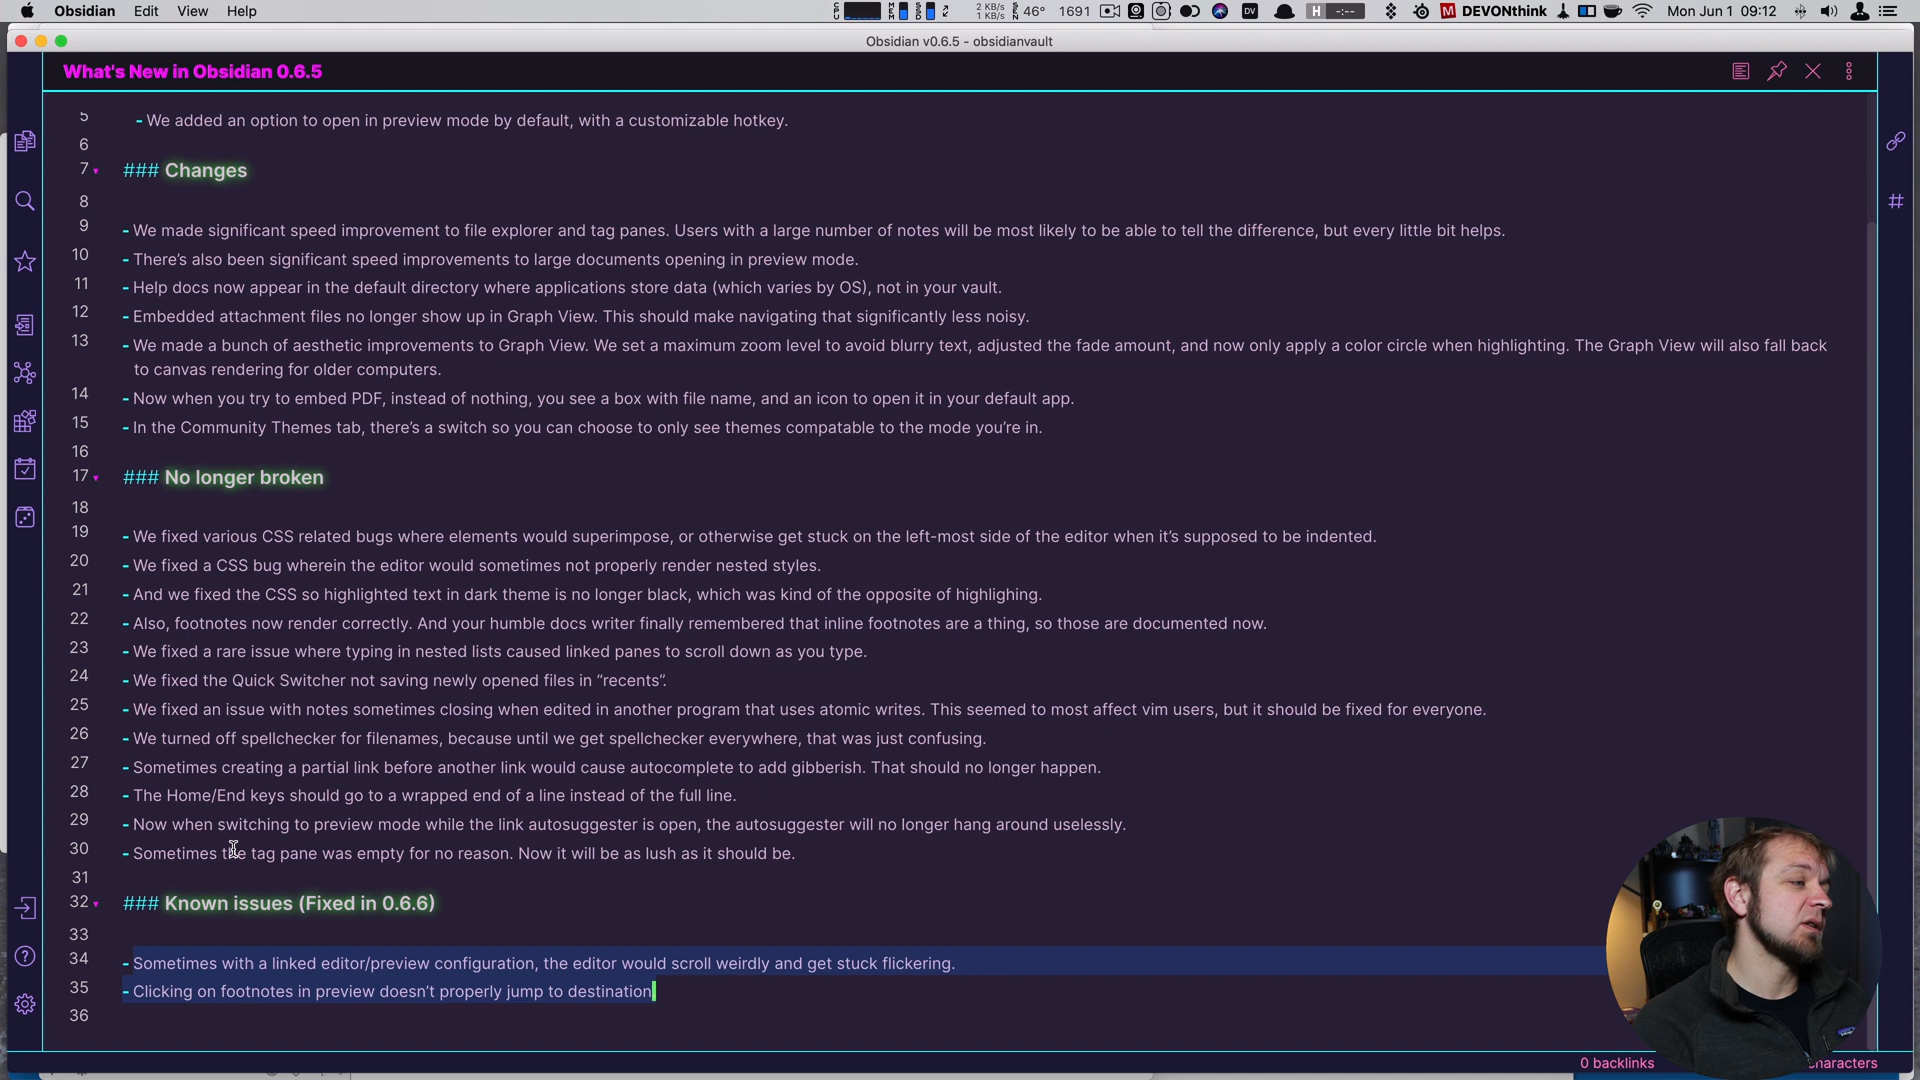 Obsidian Edit View Help 2 KB/s 1 KB/s 46° 1691 DV H -:-- M DEVONthink Mon Jun 1 09:12
Obsidian v0.6.5 - obsidianvault
What's New in Obsidian 0.6.5
5 - We added an option to open in preview mode by default, with a customizable hotkey.
6
7 ### Changes
8
9 - We made significant speed improvement to file explorer and tag panes. Users with a large number of notes will be most likely to be able to tell the difference, but every little bit helps.
10 - There's also been significant speed improvements to large documents opening in preview mode.
11 - Help docs now appear in the default directory where applications store data (which varies by OS), not in your vault.
12 - Embedded attachment files no longer show up in Graph View. This should make navigating that significantly less noisy.
13 - We made a bunch of aesthetic improvements to Graph View. We set a maximum zoom level to avoid blurry text, adjusted the fade amount, and now only apply a color circle when highlighting. The Graph View will also fall back
to canvas rendering for older computers.
14 - Now when you try to embed PDF, instead of nothing, you see a box with file name, and an icon to open it in your default app.
15 - In the Community Themes tab, there's a switch so you can choose to only see themes compatable to the mode you're in.
16
17 ### No longer broken
18
19 - We fixed various CSS related bugs where elements would superimpose, or otherwise get stuck on the left-most side of the editor when it's supposed to be indented.
20 - We fixed a CSS bug wherein the editor would sometimes not properly render nested styles.
21 - And we fixed the CSS so highlighted text in dark theme is no longer black, which was kind of the opposite of highlighing.
22 - Also, footnotes now render correctly. And your humble docs writer finally remembered that inline footnotes are a thing, so those are documented now.
23 - We fixed a rare issue where typing in nested lists caused linked panes to scroll down as you type.
24 - We fixed the Quick Switcher not saving newly opened files in “recents”.
25 - We fixed an issue with notes sometimes closing when edited in another program that uses atomic writes. This seemed to most affect vim users, but it should be fixed for everyone.
26 - We turned off spellchecker for filenames, because until we get spellchecker everywhere, that was just confusing.
27 - Sometimes creating a partial link before another link would cause autocomplete to add gibberish. That should no longer happen.
28 - The Home/End keys should go to a wrapped end of a line instead of the full line.
29 - Now when switching to preview mode while the link autosuggester is open, the autosuggester will no longer hang around uselessly.
30 - Sometimes the tag pane was empty for no reason. Now it will be as lush as it should be.
31
32 ### Known issues (Fixed in 0.6.6)
33
34 - Sometimes with a linked editor/preview configuration, the editor would scroll weirdly and get stuck flickering.
35 - Clicking on footnotes in preview doesn't properly jump to destination
36
0 backlinks